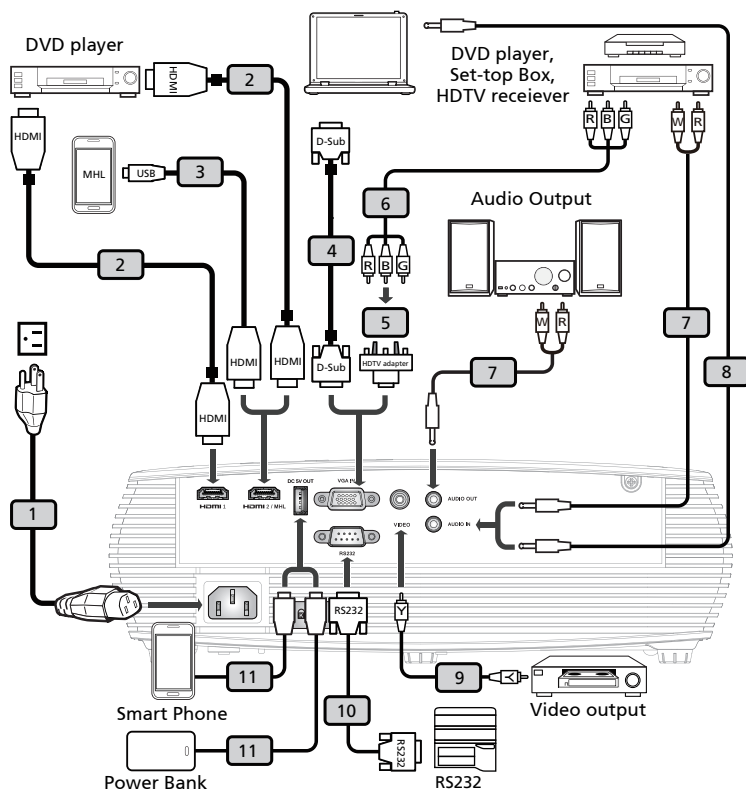 DVD player
HDMI
2
HDMI
DVD player,
Set-top Box,
HDTV receiever
R B G
W R
MHL
USB
3
D-Sub
6
Audio Output
4
2
R B G
5
W R
7
HDMI
HDMI
D-Sub
HDTV adapter
7
8
HDMI
DC 5V OUT
VGA IN
HDMI 1
HDMI 2 / MHL
VIDEO
AUDIO OUT
AUDIO IN
1
RS232
RS232
Y
11
9
Y
Smart Phone
10
Video output
11
RS232
Power Bank
RS232